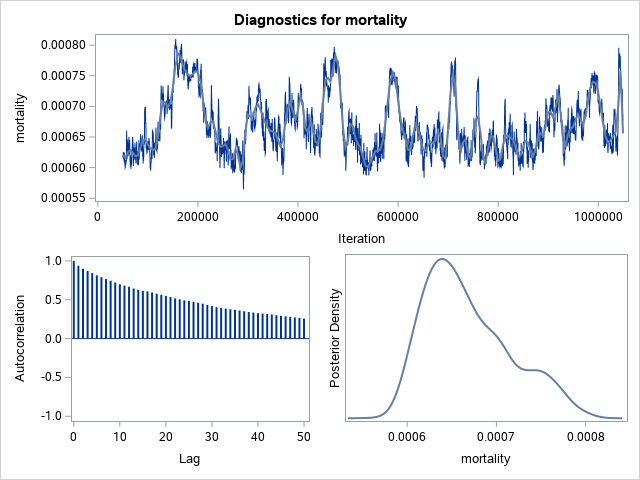 Diagnostics for mortality
0.00080
0.00075
0.00070
0.00065
0.00060
0.00055
mortality
0 200000 400000 600000 800000 1000000
Iteration
1.0
0.5
0.0
-0.5
-1.0
Autocorrelation
0 10 20 30 40 50
Lag
Posterior Density
0.0006 0.0007 0.0008
mortality